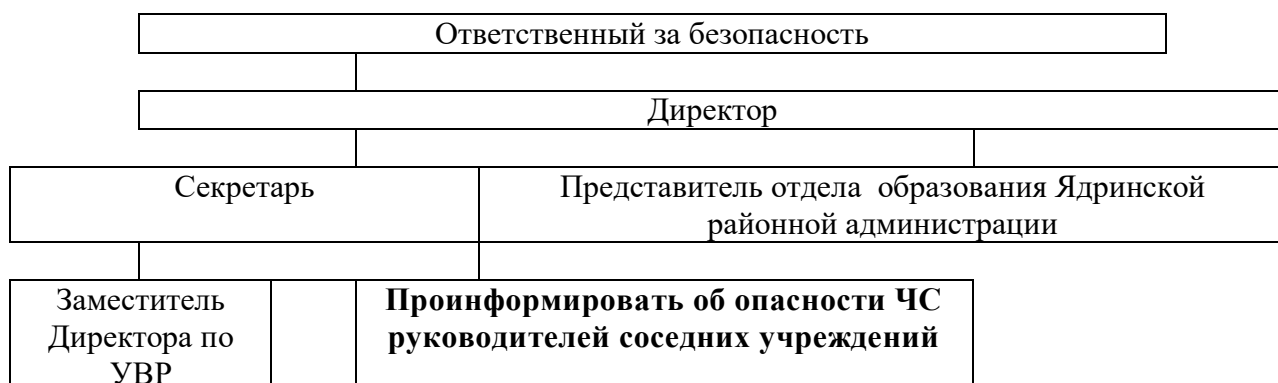 Ответственный за безопасность
Директор
Секретарь
Представитель отдела образования Ядринской
районной администрации
Заместитель
Директора по
УВР
Проинформировать об опасности ЧС
руководителей соседних учреждений